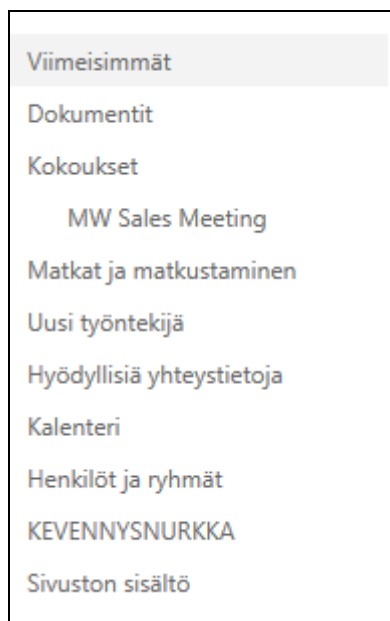 Viimeisimmät
Dokumentit
Kokoukset
MW Sales Meeting
Matkat ja matkustaminen
Uusi työntekijä
Hyödyllisiä yhteystietoja
Kalenteri
Henkilöt ja ryhmät
KEVENNYSNURKKA
Sivuston sisältö